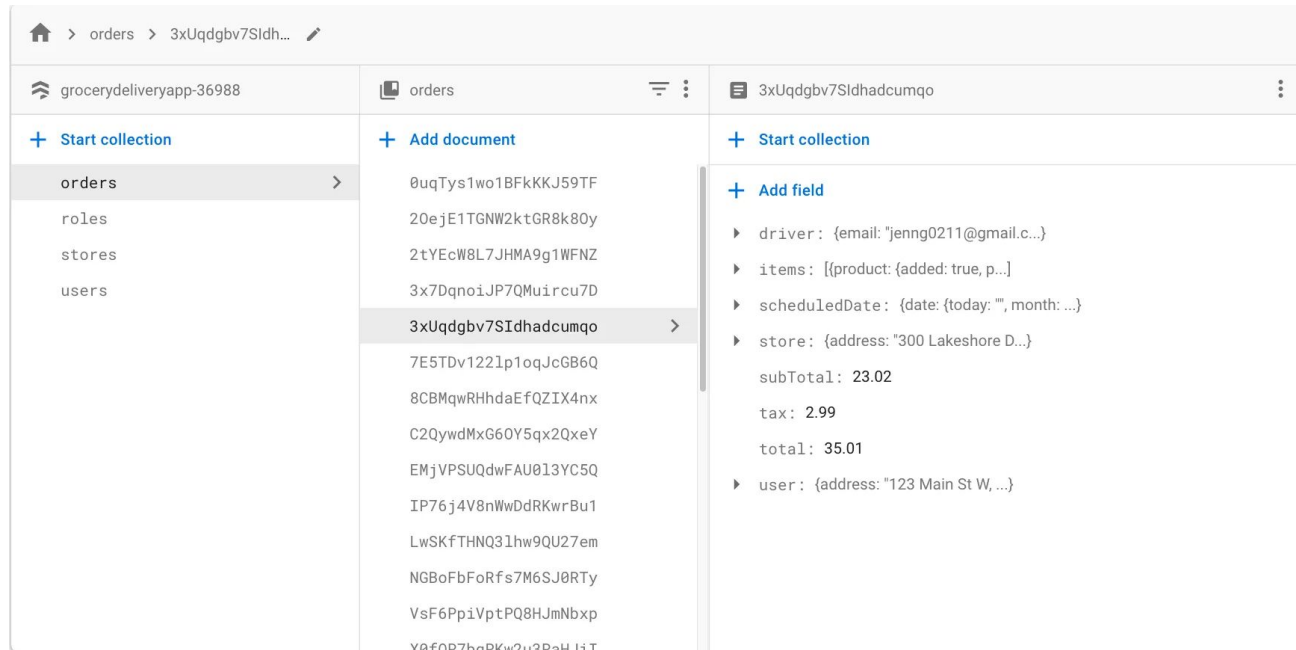 orders > 3xUqdgbv7SIdh...
grocerydeliveryapp-36988
+ Start collection
orders
roles
stores
users
orders
+ Add document
0uqTys1wo1BFkKKJ59TF
2OejE1TGNW2ktGR8k8Oy
2tYEcW8L7JHMA9g1WFNZ
3x7DqnoiJP7QMuircu7D
3xUqdgbv7SIdhadcumqo
7E5TDv122lp1oqJcGB6Q
8CBMqwRHhdaEfQZIX4nx
C2QywdMxG6OY5qx2QxeY
EMjVPSUQdwFAU0l3YC5Q
IP76j4V8nWwDdRKwrBu1
LwSKfTHNQ3lhw9QU27em
NGBoFbFoRfs7M6SJ0RTy
VsF6PpiVptPQ8HJmNbxp
3xUqdgbv7SIdhadcumqo
+ Start collection
+ Add field
driver: {email: "jenng0211@gmail.c...}
items: [{product: {added: true, p...]
scheduledDate: {date: {today: "", month: ...}
store: {address: "300 Lakeshore D...}
subTotal: 23.02
tax: 2.99
total: 35.01
user: {address: "123 Main St W, ...}